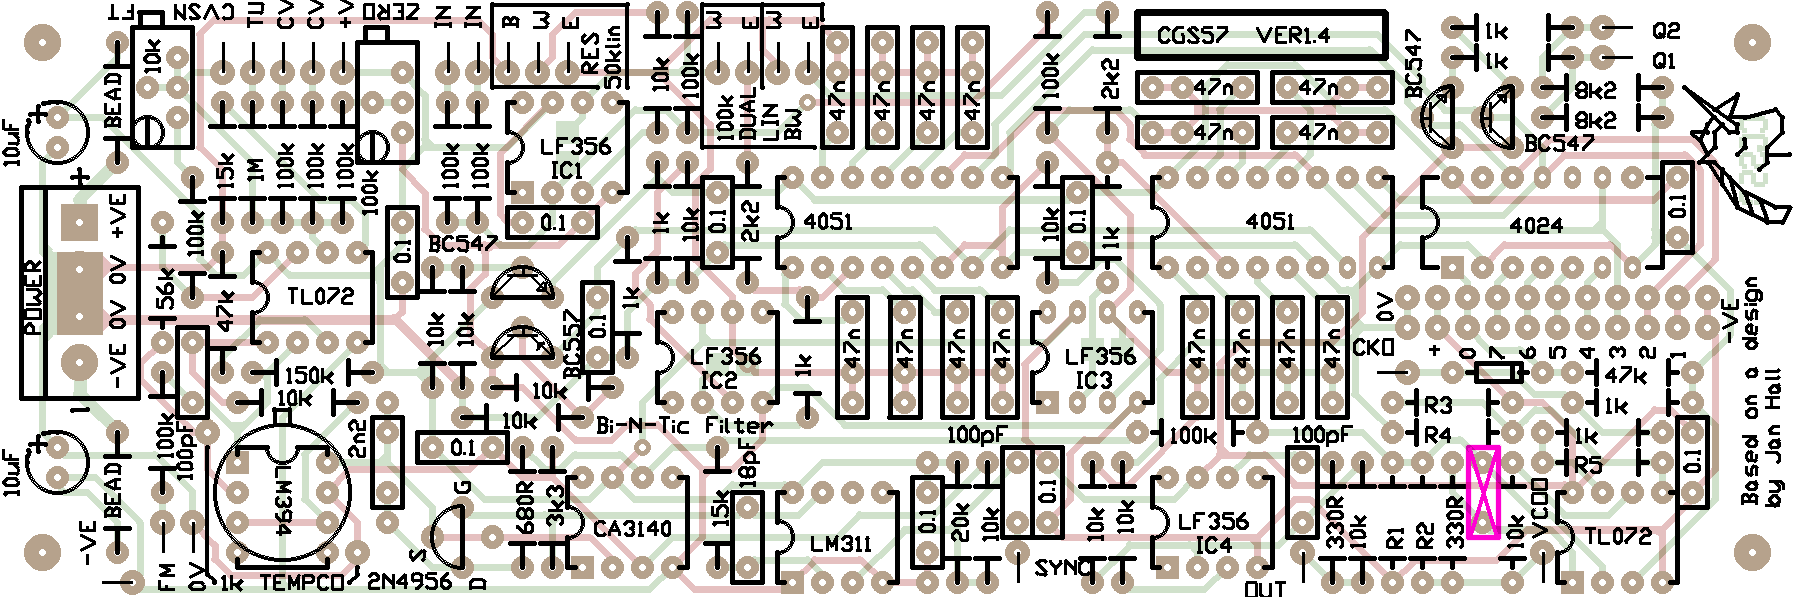 FT
CVSN
TU
CV
CV
+V
ZERO
IN
IN
B
W
E
RES
50klin
10k
100k
W
E
W
E
100k
DUAL
LIN
BW
47n
47n
47n
47n
100k
2k2
CGS57 VER1.4
47n
47n
47n
47n
BC547
1k
1k
Q2
Q1
8k2
8k2
BC547
10uF
BEAD
10k
15k
1M
100k
100k
100k
100k
100k
100k
LF356
IC1
0.1
1k
10k
0.1
2k2
4051
10k
0.1
1k
4051
4024
0.1
+
POWER
+VE
0V
0V
-VE
-
100k
56k
47k
TL072
0.1
BC547
10k
10k
BC557
0.1
1k
LF356
IC2
1k
47n
47n
47n
47n
LF356
IC3
47n
47n
47n
47n
0V
-VE
CKO
+
0
7
6
5
4
3
2
1
47k
R3
1k
R4
1k
R5
0.1
Based on a design
by Jan Hall
150k
10k
10k
10k
Bi-N-Tic Filter
100k
100pF
2n2
0.1
100pF
100k
100pF
10uF
BEAD
-VE
FM
0V
LM394
1k
TEMPCO
2N4956
S
G
D
680R
3k3
CA3140
18pF
15k
LM311
0.1
20k
10k
0.1
SYNC
10k
10k
LF356
IC4
OUT
330R
10k
R1
R2
330R
10k
VCO
TL072